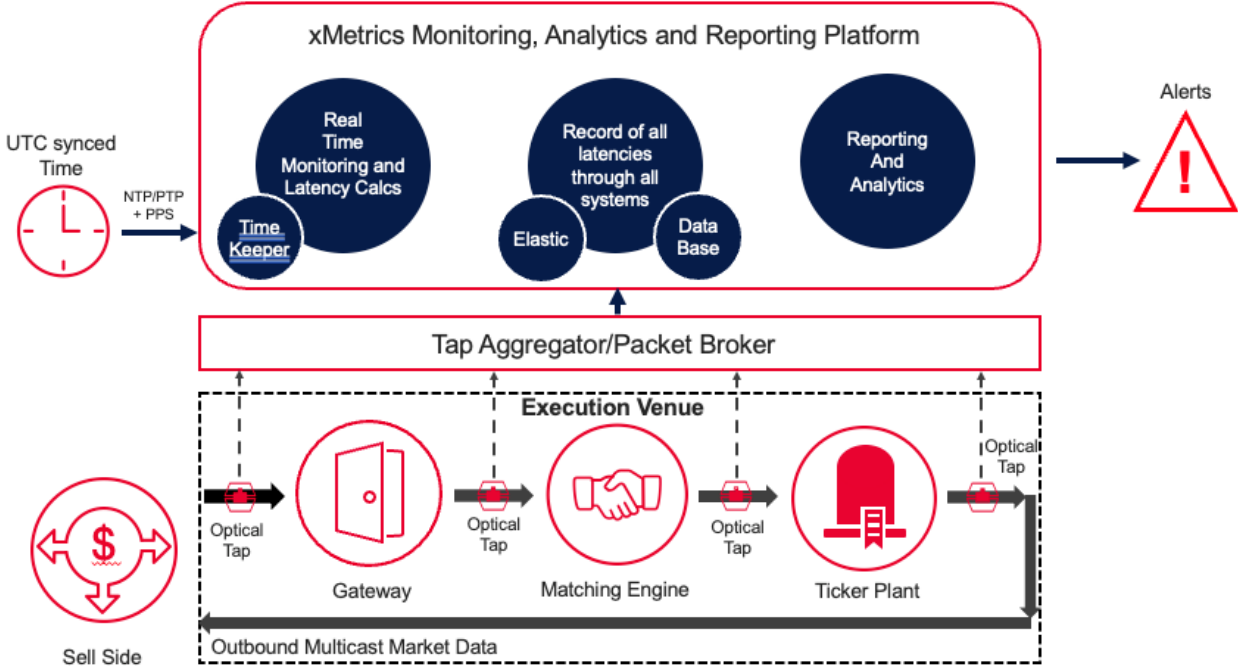 xMetrics Monitoring, Analytics and Reporting Platform
UTC synced
Time
NTP/PTP
+ PPS
Real
Time
Monitoring and
Latency Calcs
Time
Keeper
Record of all
latencies
through all
systems
Elastic
Data
Base
Reporting
And
Analytics
Alerts
!
Tap Aggregator/Packet Broker
Execution Venue
Optical
Tap
Optical
Tap
Optical
Tap
Optical
Tap
$
Gateway
Matching Engine
Ticker Plant
Outbound Multicast Market Data
Sell Side